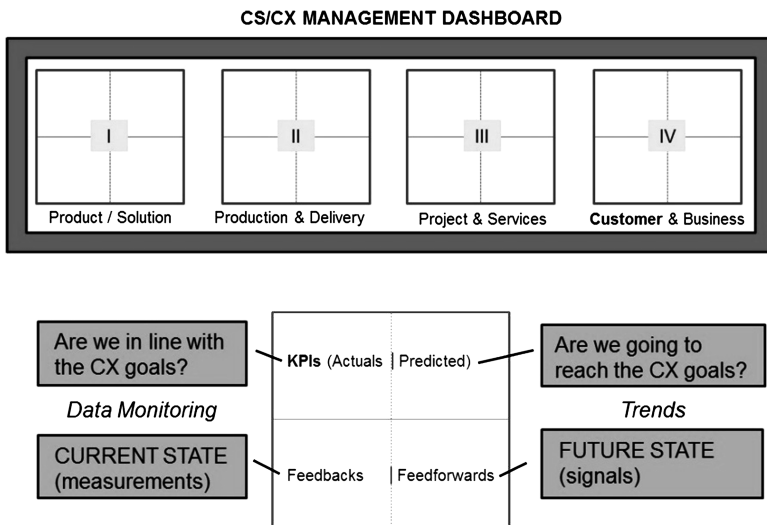 CS/CX MANAGEMENT DASHBOARD
I
II
III
IV
Product / Solution
Production & Delivery
Project & Services
Customer & Business
Are we in line with
the CX goals?
KPIs (Actuals | Predicted)
Are we going to
reach the CX goals?
Data Monitoring
Trends
CURRENT STATE
(measurements)
Feedbacks | Feedforwards
FUTURE STATE
(signals)